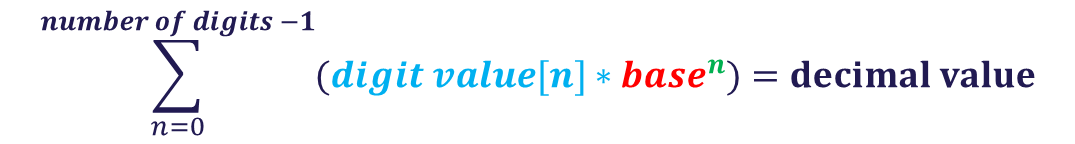 number of digits −1
∑ (digit value[n] * baseⁿ) = decimal value
n=0